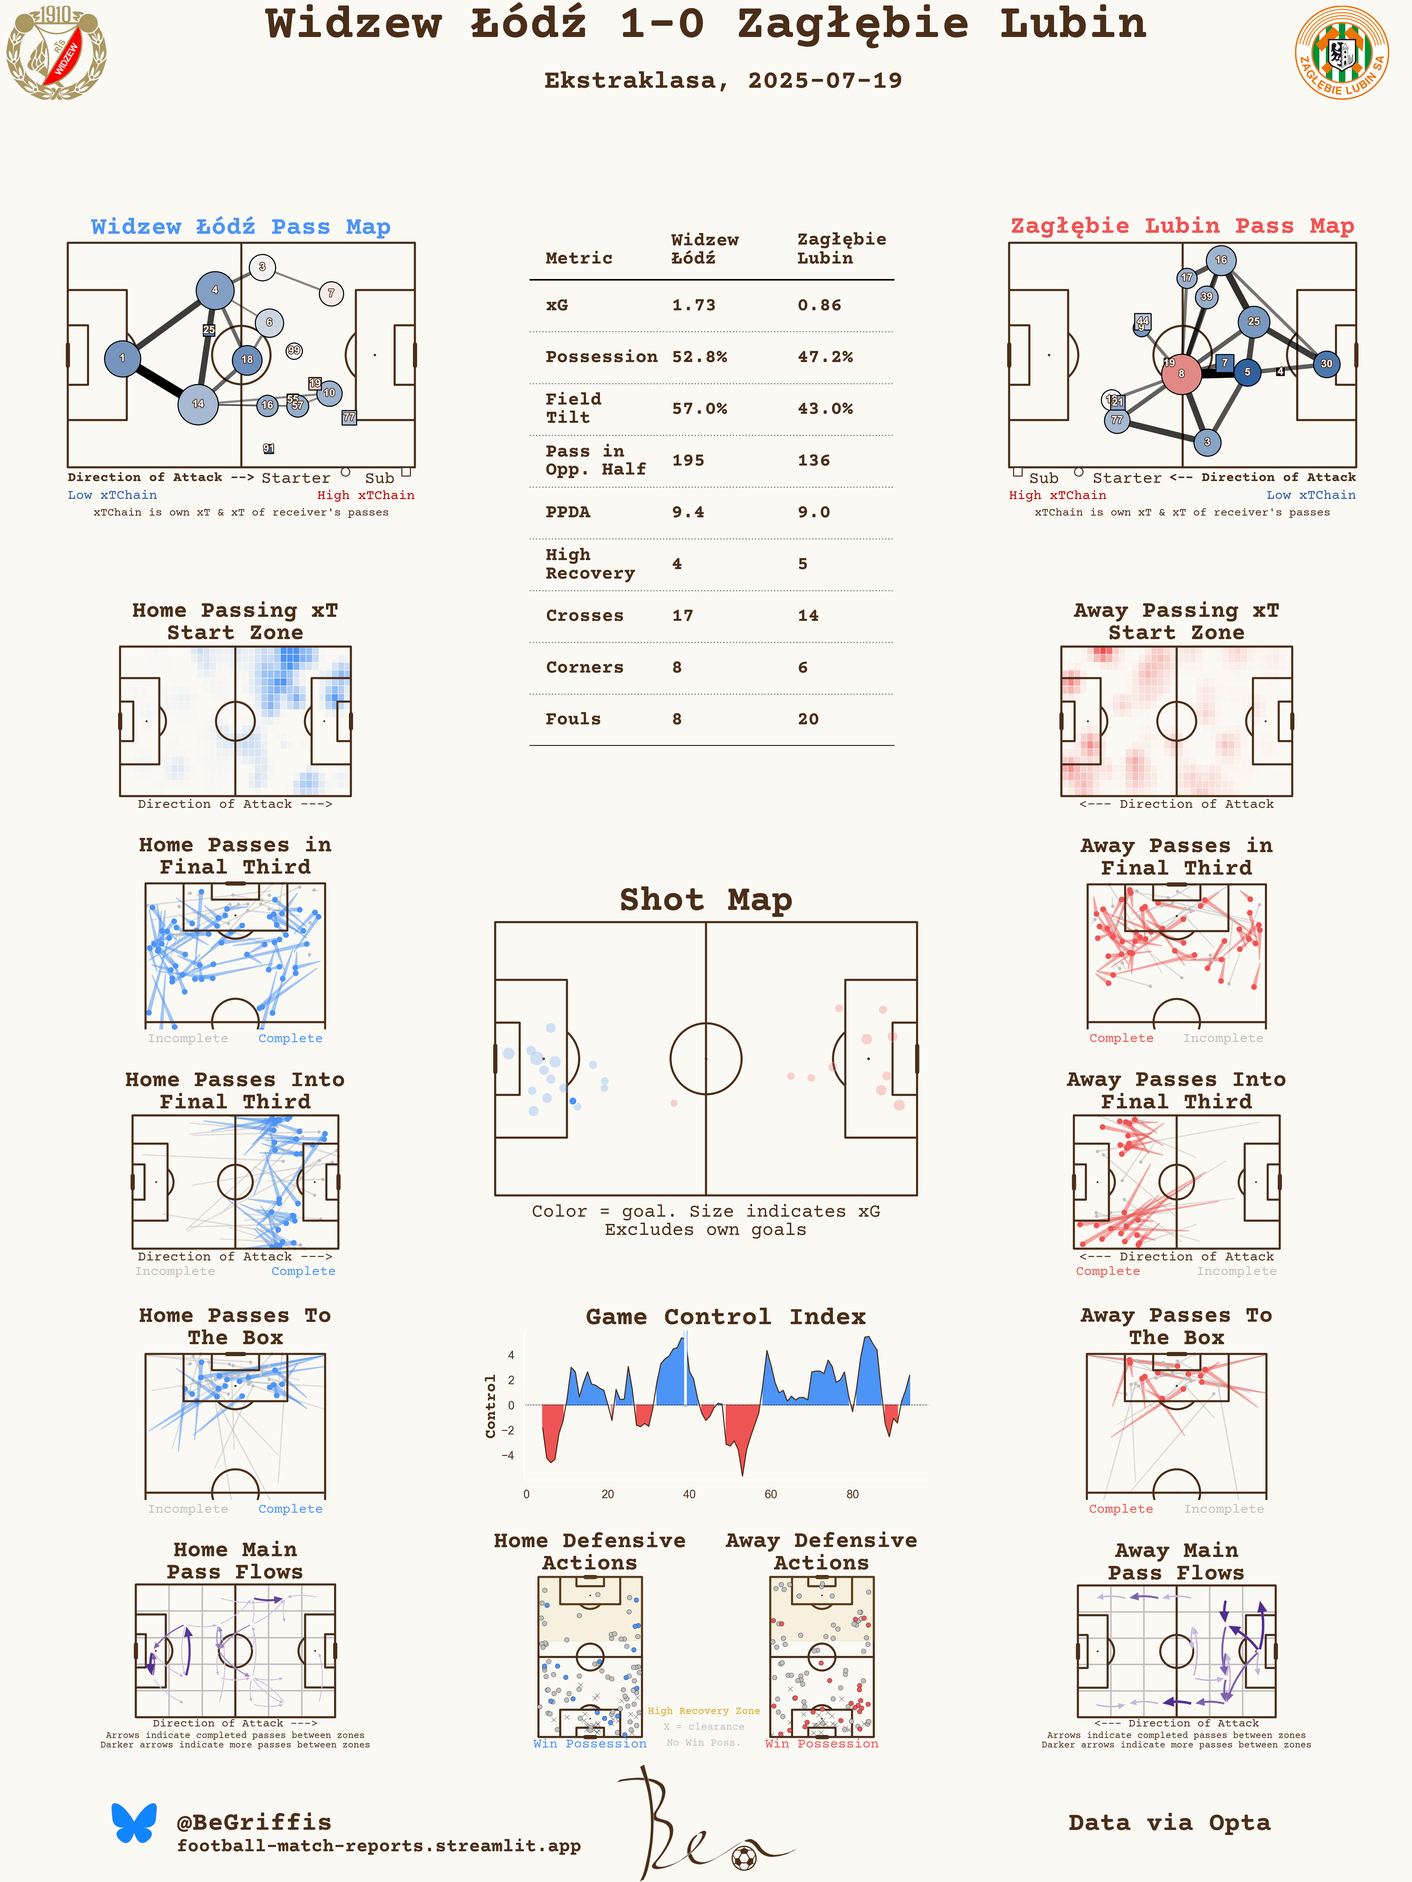 Widzew Łódź 1-0 Zagłębie Lubin
Ekstraklasa, 2025-07-19
1910
RTS
WIDZEW
ZAGŁĘBIE LUBIN SA
Widzew Łódź Pass Map
3
4
7
25
6
1
18
99
19
10
14
16
55
57
77
91
Direction of Attack --> Starter Sub
Low xTChain High xTChain
xTChain is own xT & xT of receiver's passes
Metric Widzew Łódź Zagłębie Lubin
xG 1.73 0.86
Possession 52.8% 47.2%
Field Tilt 57.0% 43.0%
Pass in Opp. Half 195 136
PPDA 9.4 9.0
High Recovery 4 5
Crosses 17 14
Corners 8 6
Fouls 8 20
Zagłębie Lubin Pass Map
16
17
39
44
25
19
8
7
5
4
30
21
77
3
Sub Starter <-- Direction of Attack
High xTChain Low xTChain
xTChain is own xT & xT of receiver's passes
Home Passing xT
Start Zone
Direction of Attack --->
Away Passing xT
Start Zone
<--- Direction of Attack
Home Passes in
Final Third
Incomplete Complete
Away Passes in
Final Third
Complete Incomplete
Shot Map
Color = goal. Size indicates xG
Excludes own goals
Home Passes Into
Final Third
Direction of Attack --->
Incomplete Complete
Away Passes Into
Final Third
<--- Direction of Attack
Complete Incomplete
Home Passes To
The Box
Incomplete Complete
Game Control Index
Control
4
2
0
−2
−4
0 20 40 60 80
Away Passes To
The Box
Complete Incomplete
Home Main
Pass Flows
Direction of Attack --->
Arrows indicate completed passes between zones
Darker arrows indicate more passes between zones
Home Defensive
Actions
Win Possession
High Recovery Zone
X = clearance
No Win Poss.
Away Defensive
Actions
Win Possession
Away Main
Pass Flows
<--- Direction of Attack
Arrows indicate completed passes between zones
Darker arrows indicate more passes between zones
@BeGriffis
football-match-reports.streamlit.app
Ben
Data via Opta